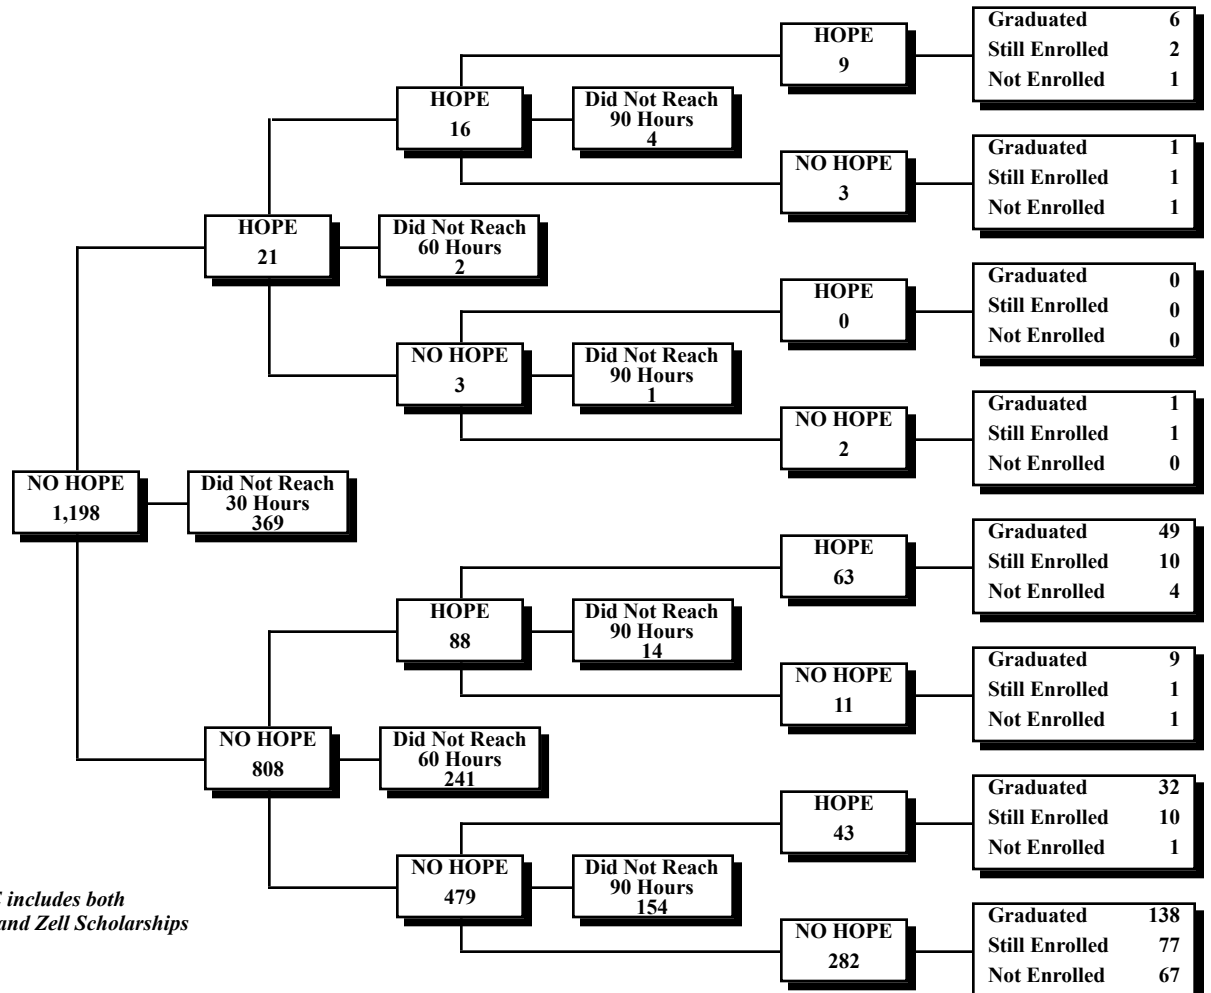 HOPE
9
Graduated 6
Still Enrolled 2
Not Enrolled 1
HOPE
16
Did Not Reach
90 Hours
4
NO HOPE
3
Graduated 1
Still Enrolled 1
Not Enrolled 1
HOPE
21
Did Not Reach
60 Hours
2
HOPE
0
Graduated 0
Still Enrolled 0
Not Enrolled 0
NO HOPE
3
Did Not Reach
90 Hours
1
NO HOPE
2
Graduated 1
Still Enrolled 1
Not Enrolled 0
NO HOPE
1,198
Did Not Reach
30 Hours
369
HOPE
63
Graduated 49
Still Enrolled 10
Not Enrolled 4
HOPE
88
Did Not Reach
90 Hours
14
NO HOPE
11
Graduated 9
Still Enrolled 1
Not Enrolled 1
NO HOPE
808
Did Not Reach
60 Hours
241
HOPE
43
Graduated 32
Still Enrolled 10
Not Enrolled 1
NO HOPE
479
Did Not Reach
90 Hours
154
NO HOPE
282
Graduated 138
Still Enrolled 77
Not Enrolled 67
includes both
and Zell Scholarships